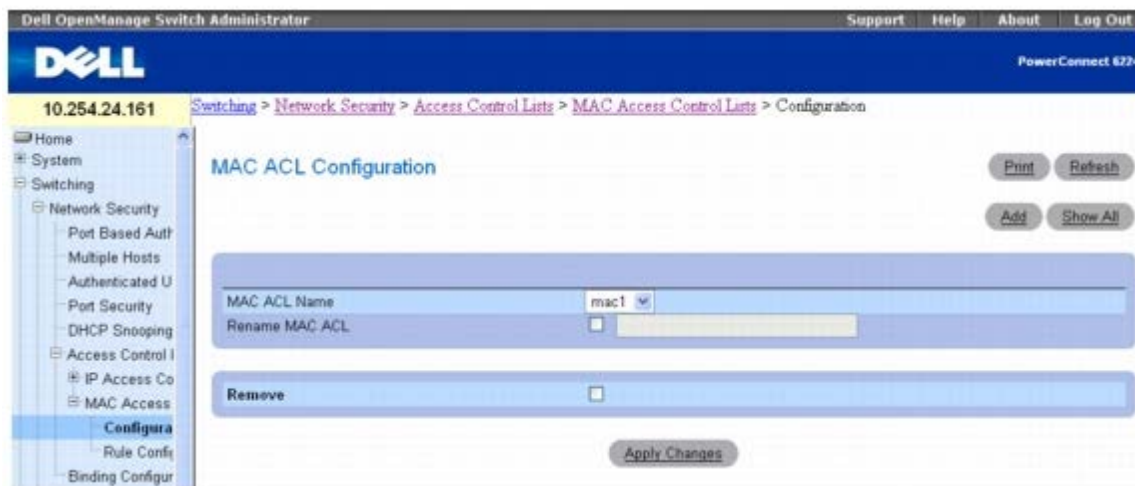 Dell OpenManage Switch Administrator Support Help About Log Out
DELL
PowerConnect 622
10.254.24.161
Switching > Network Security > Access Control Lists > MAC Access Control Lists > Configuration
Home
System
Switching
Network Security
Port Based Auth
Multiple Hosts
Authenticated U
Port Security
DHCP Snooping
Access Control l
IP Access Co
MAC Access
Configura
Rule Config
Binding Configur
MAC ACL Configuration
Print Refresh
Add Show All
MAC ACL Name mac1
Rename MAC ACL
Remove
Apply Changes